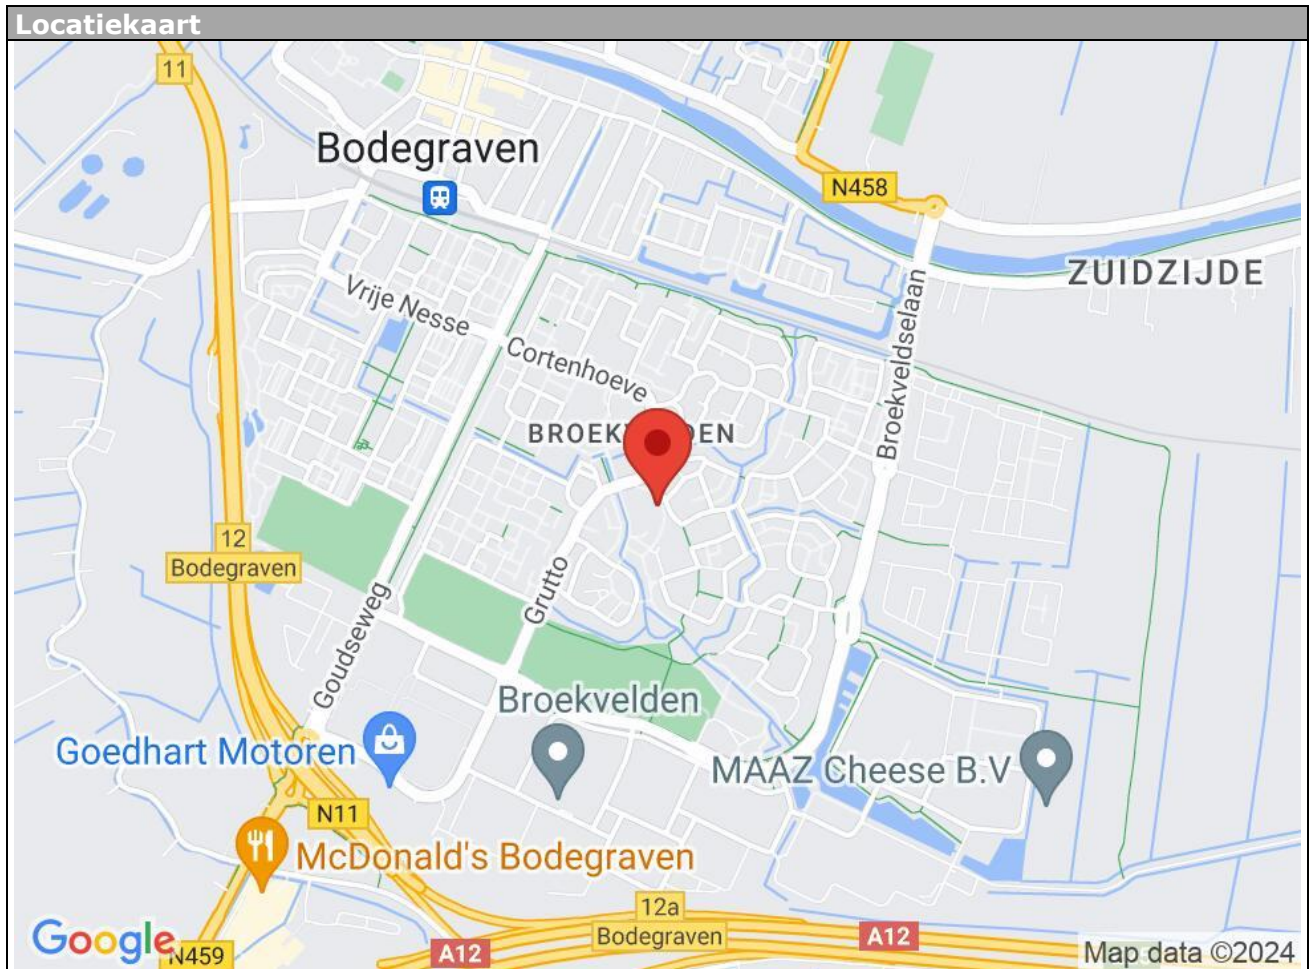 Locatiekaart
11
Bodegraven
N458
ZUIDZIJDE
Vrije Nesse
Cortenhoeve
Broekveldselaan
12
Bodegraven
Grutto
Goudseweg
Broekvelden
Goedhart Motoren
MAAZ Cheese B.V
N11
McDonald's Bodegraven
12a
Bodegraven
A12
A12
Google
N459
Map data ©2024